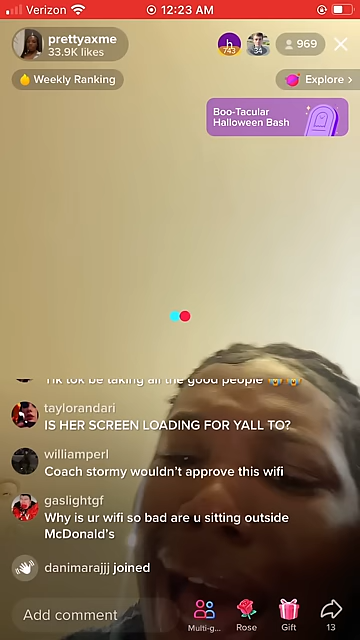 Verizon 12:23 AM
prettyaxme
33.9K likes
h
743
34
969
Weekly Ranking
Explore >
Boo-Tacular
Halloween Bash
Tik tok be taking all the good people 😭😭
taylorandari
IS HER SCREEN LOADING FOR YALL TO?
williamperl
Coach stormy wouldn't approve this wifi
gaslightgf
Why is ur wifi so bad are u sitting outside
McDonald's
danimarajjj joined
Add comment
Multi-g...
Rose
Gift
13